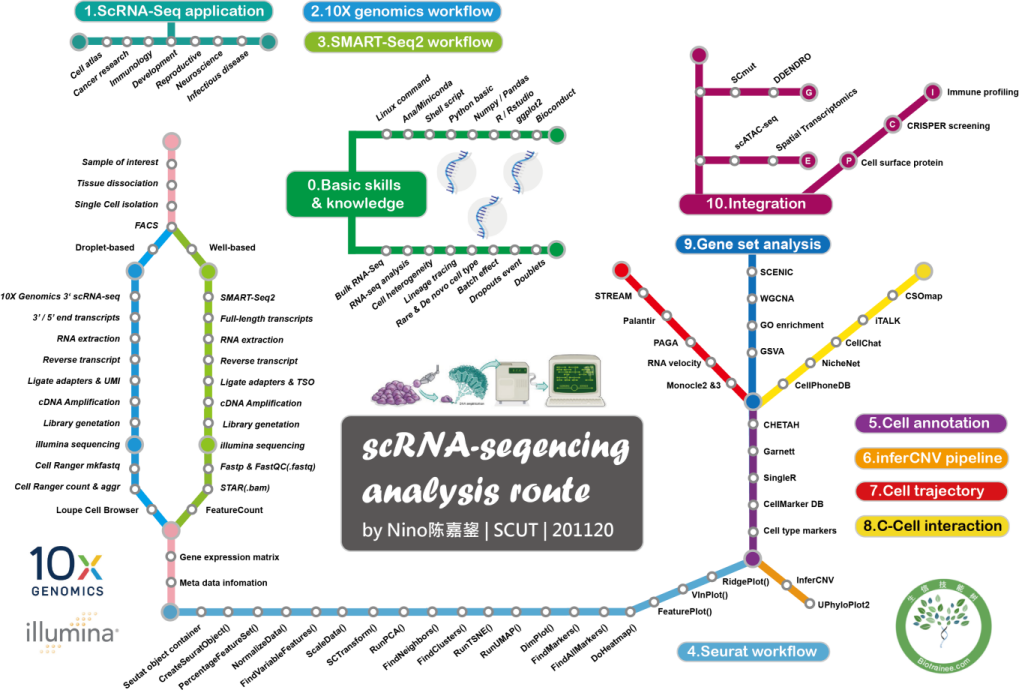 1.ScRNA-Seq application
Cell atlas
Cancer research
Immunology
Development
Reproductive
Neuroscience
Infectious disease
2.10X genomics workflow
3.SMART-Seq2 workflow
Linux command
Ana/Miniconda
Shell script
Python basic
Numpy / Pandas
R / Rstudio
ggplot2
Bioconduct
0.Basic skills
& knowledge
Bulk RNA-Seq
RNA-seq analysis
Cell heterogeneity
Lineage tracing
Rare & De novo cell type
Batch effect
Dropouts event
Doublets
SCmut
DDENDRO
G
scATAC-seq
Spatial Transcriptomics
E
I
Immune profiling
C
CRISPER screening
P
Cell surface protein
10.Integration
Sample of interest
Tissue dissociation
Single Cell isolation
FACS
Droplet-based
Well-based
10X Genomics 3' scRNA-seq
3' / 5' end transcripts
RNA extraction
Reverse transcript
Ligate adapters & UMI
cDNA Amplification
Library genetation
illumina sequencing
Cell Ranger mkfastq
Cell Ranger count & aggr
Loupe Cell Browser
SMART-Seq2
Full-length transcripts
RNA extraction
Reverse transcript
Ligate adapters & TSO
cDNA Amplification
Library genetation
illumina sequencing
Fastp & FastQC(.fastq)
STAR(.bam)
FeatureCount
Gene expression matrix
Meta data infomation
9.Gene set analysis
SCENIC
WGCNA
GO enrichment
GSVA
STREAM
Palantir
PAGA
RNA velocity
Monocle2 &3
CSOmap
iTALK
CellChat
NicheNet
CellPhoneDB
CHETAH
Garnett
SingleR
CellMarker DB
Cell type markers
5.Cell annotation
6.inferCNV pipeline
7.Cell trajectory
8.C-Cell interaction
scRNA-seqencing
analysis route
by Nino陈嘉鋆 | SCUT | 201120
InferCNV
UPhyloPlot2
RidgePlot()
VlnPlot()
FeaturePlot()
Seutat object container
CreateSeuratObject()
PercentageFeatureSet()
NormalizeData()
FindVariableFeatures()
ScaleData()
SCTransform()
RunPCA()
FindNeighbors()
FindClusters()
RunTSNE()
RunUMAP()
DimPlot()
FindMarkers()
FindAllMarkers()
DoHeatmap()
4.Seurat workflow
10x
GENOMICS
illumina®
生信技能树
Biotrainee.com